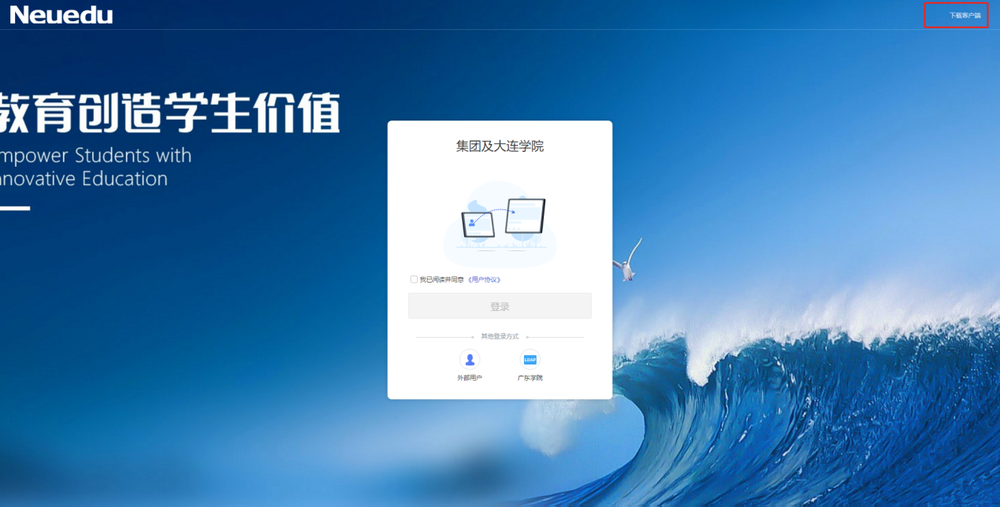 Neuedu
下载客户端
教育创造学生价值
mpower Students with
nnovative Education
集团及大连学院
我已阅读并同意 《用户协议》
登录
其他登录方式
LDAP
外部用户
广东学院